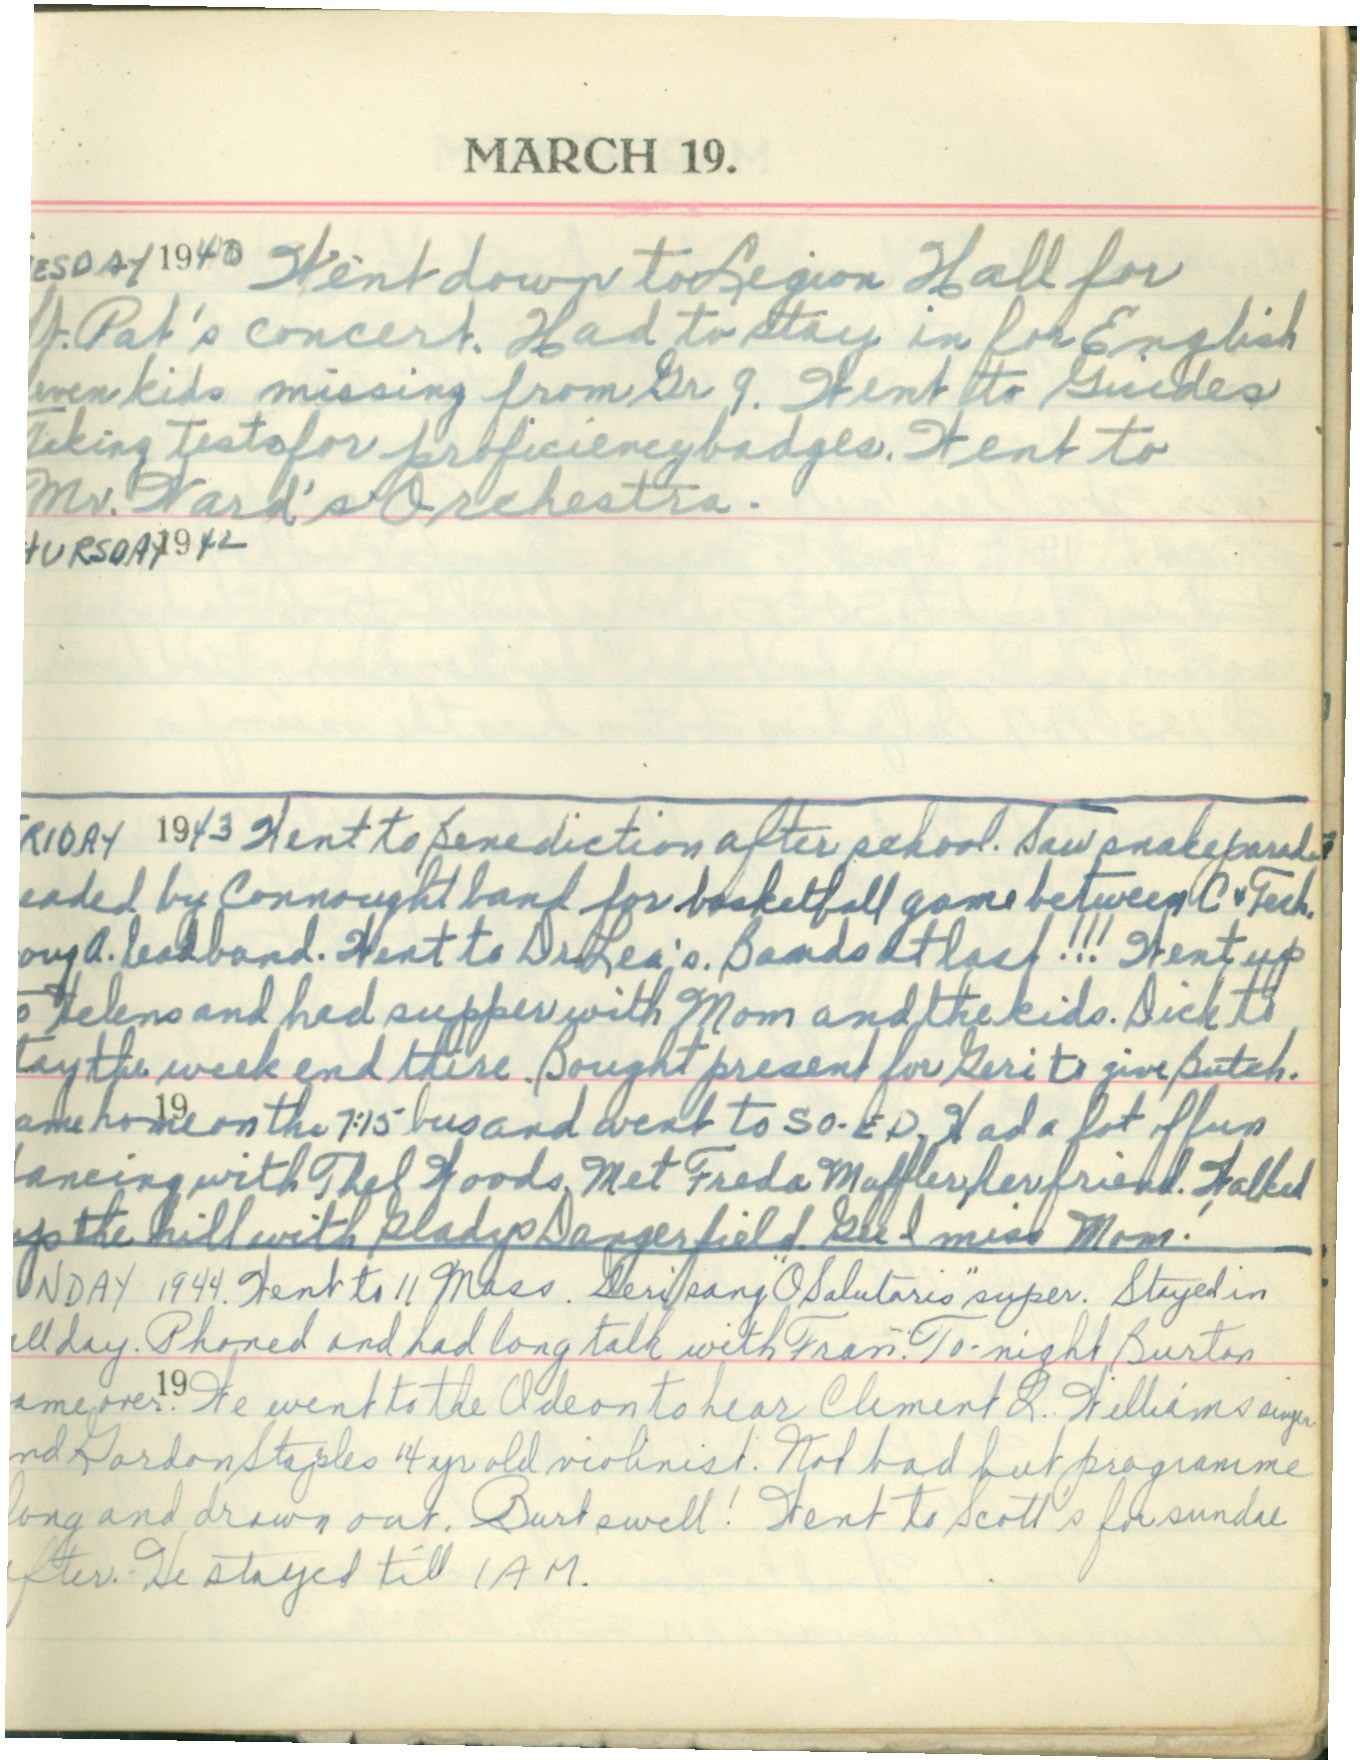 MARCH 19.
ESDAY 1940 Went down to Legion Hall for
St. Pat's concert. Had to stay in for English
even kids missing from Gr 9. Went to Guides
Taking tests for proficiency badges. Went to
Mr. Ward's Orchestra.
HURSDAY 1942
RIDAY 1943 Went to Benediction after school. Saw snake parade
eaded by Connought band for basketball game between C & Tech.
oug A. lead band. Went to Dr Lea's. Bands at last!!! Went up
o Helens and had supper with Mom and the kids. Dick to
tay the week end there. Bought present for Geri to give Butch.
19
ame home on the 7:15 bus and went to SO-ED. Had a lot of fun
dancing with Thel Woods. Met Freda Muffler, her friend. Walked
up the hill with Gladys Dangerfield. Gee I miss Mom!
UNDAY 1944. Went to 11 Mass. Geri sang "O Salutaris" super. Stayed in
all day. Phoned and had long talk with Fran. To-night Burton
ame over. 19 We went to the Odeon to hear Clement Q. Williams singer
nd Gordon Staples 14 yr old violinist. Not bad but programme
long and drawn out. Burt swell! Went to Scott's for sundae
after. He stayed till 1 AM.